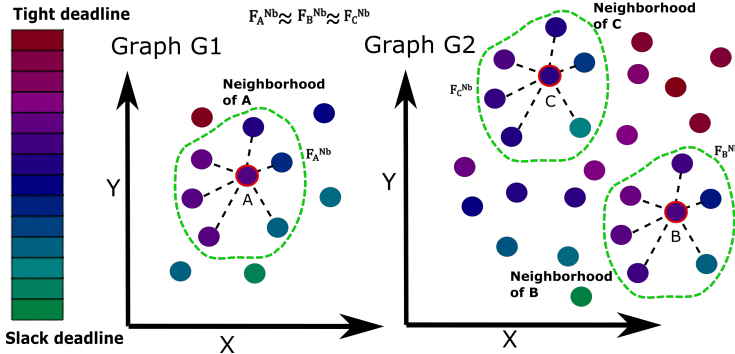 Tight deadline
F_A^Nb ≈ F_B^Nb ≈ F_C^Nb
Neighborhood
of C
Graph G1
Graph G2
Neighborhood
of A
F_C^Nb
C
F_A^Nb
F_B^N
Y
Y
A
B
Neighborhood
of B
Slack deadline
X
X